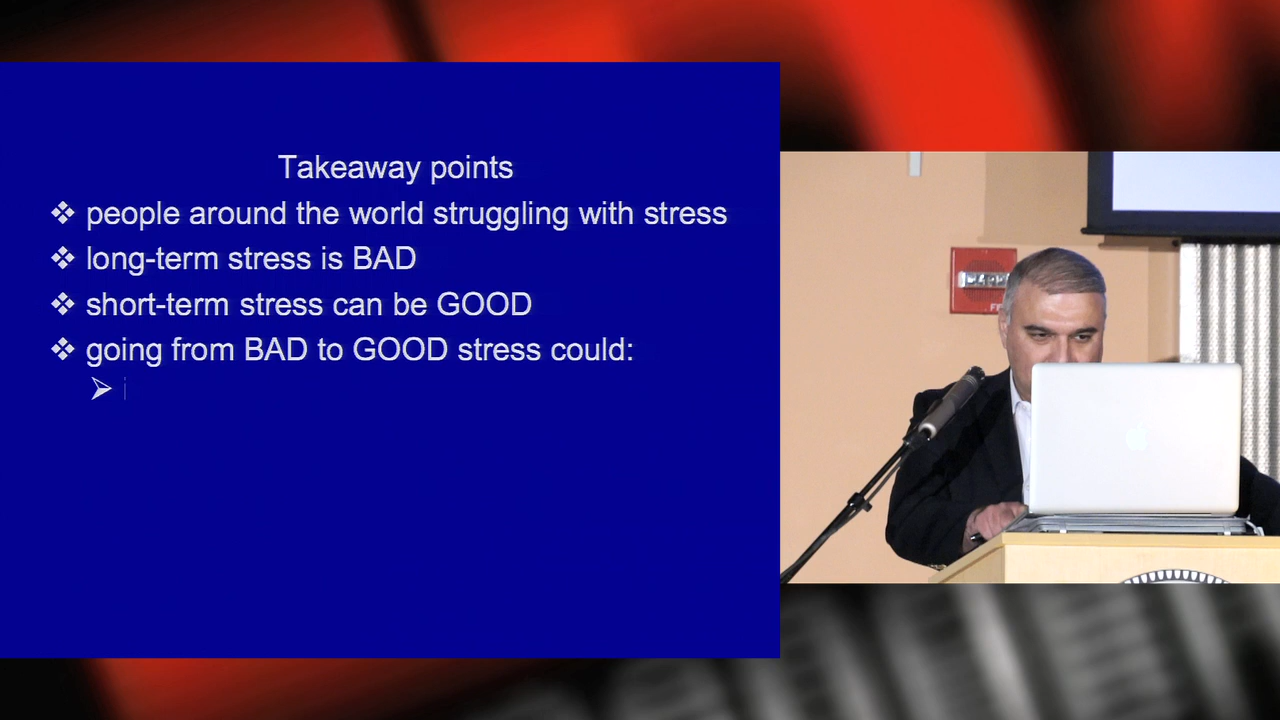 Takeaway points
❖ people around the world struggling with stress
❖ long-term stress is BAD
❖ short-term stress can be GOOD
❖ going from BAD to GOOD stress could:
➢